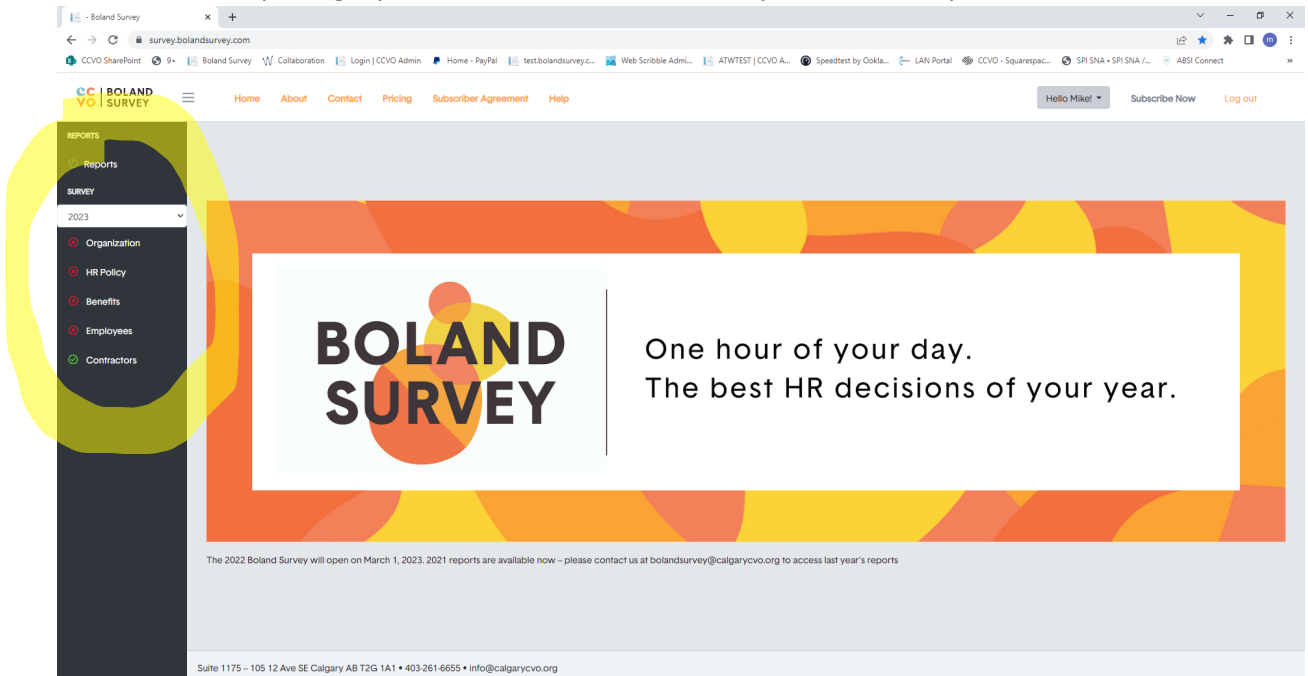 - Boland Survey
survey.bolandsurvey.com
CCVO SharePoint 9+ Boland Survey Collaboration Login | CCVO Admin Home - PayPal test.bolandsurvey.c... Web Scribble Admi... ATWTEST | CCVO A... Speedtest by Ookla... LAN Portal CCVO - Squarespac... SPI SNA • SPI SNA /... ABSI Connect »
CC VO | BOLAND SURVEY
Home About Contact Pricing Subscriber Agreement Help Hello Mike! Subscribe Now Log out
REPORTS
Reports
SURVEY
2023
Organization
HR Policy
Benefits
Employees
Contractors
BOLAND
SURVEY
One hour of your day.
The best HR decisions of your year.
The 2022 Boland Survey will open on March 1, 2023. 2021 reports are available now – please contact us at bolandsurvey@calgarycvo.org to access last year's reports
Suite 1175 – 105 12 Ave SE Calgary AB T2G 1A1 • 403-261-6655 • info@calgarycvo.org